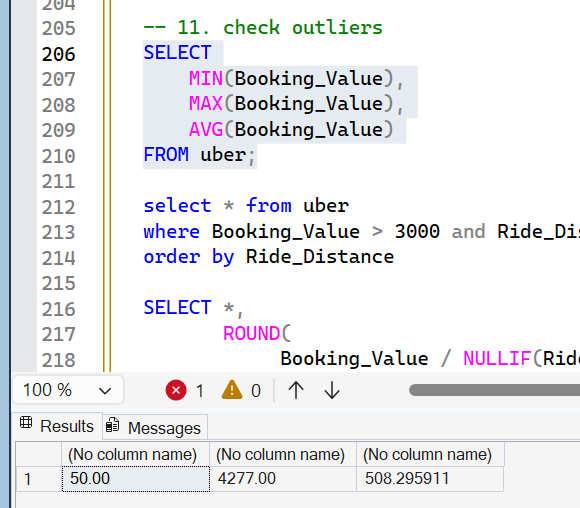 204
205 -- 11. check outliers
206 SELECT
207 MIN(Booking_Value),
208 MAX(Booking_Value),
209 AVG(Booking_Value)
210 FROM uber;
211
212 select * from uber
213 where Booking_Value > 3000 and
214 order by Ride_Distance
215
216 SELECT *,
217 ROUND(
218 Booking_Value / NULLIF(
100 % 1 0
Results Messages
(No column name) (No column name) (No column name)
1 50.00 4277.00 508.295911